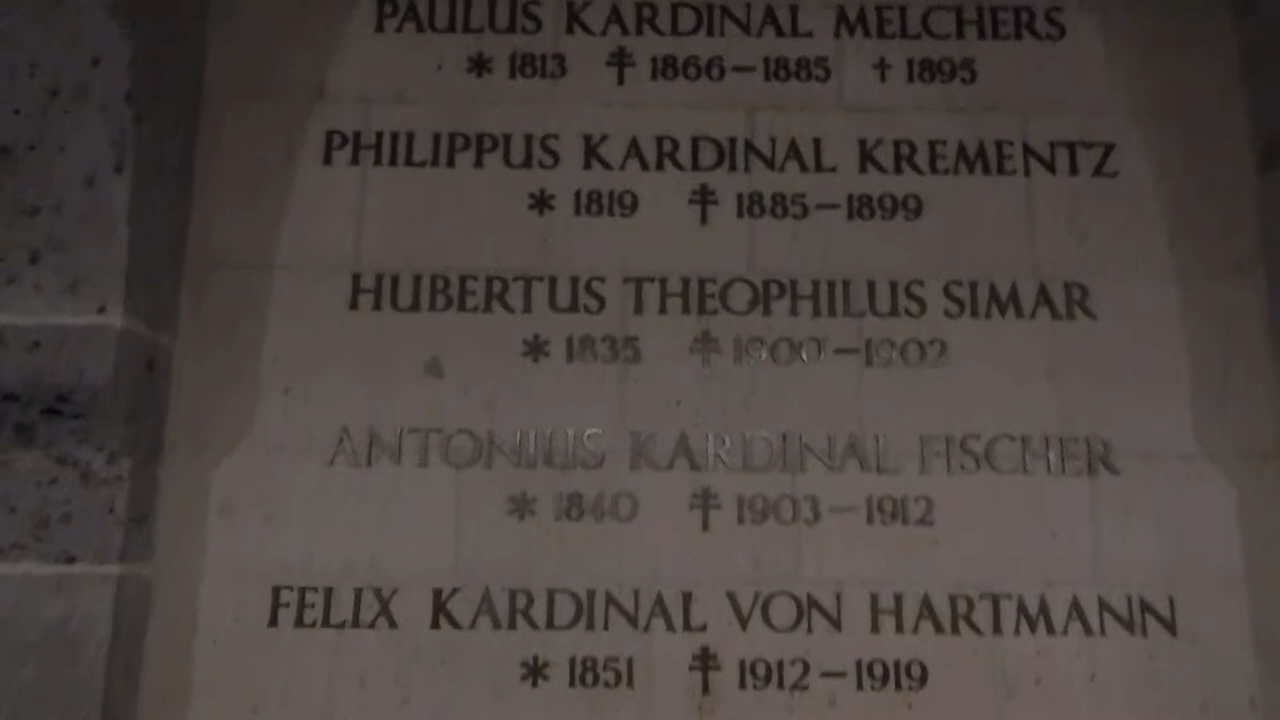 PAULUS KARDINAL MELCHERS
* 1813 ☨ 1866–1885 † 1895
PHILIPPUS KARDINAL KREMENTZ
* 1819 ☨ 1885–1899
HUBERTUS THEOPHILUS SIMAR
* 1835 ☨ 1900–1902
ANTONIUS KARDINAL FISCHER
* 1840 ☨ 1903–1912
FELIX KARDINAL VON HARTMANN
* 1851 ☨ 1912–1919